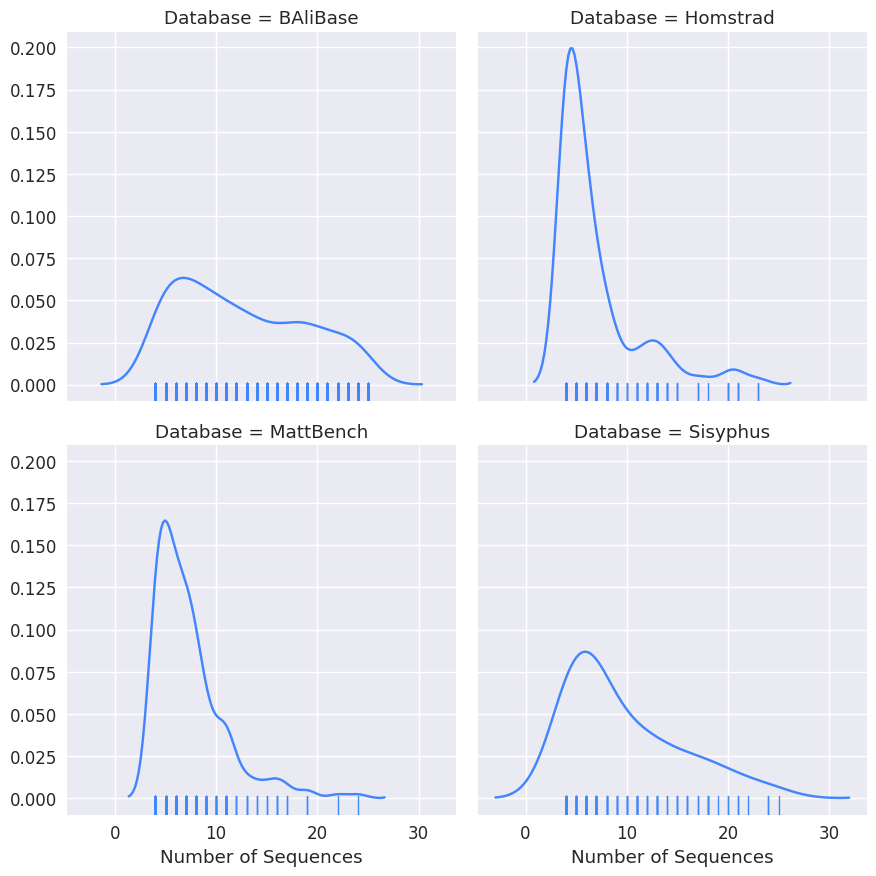 Database = BAliBase
Database = Homstrad
0.200
0.175
0.150
0.125
0.100
0.075
0.050
0.025
0.000
0 10 20 30
0 10 20 30
Database = MattBench
Database = Sisyphus
0.200
0.175
0.150
0.125
0.100
0.075
0.050
0.025
0.000
Number of Sequences
Number of Sequences